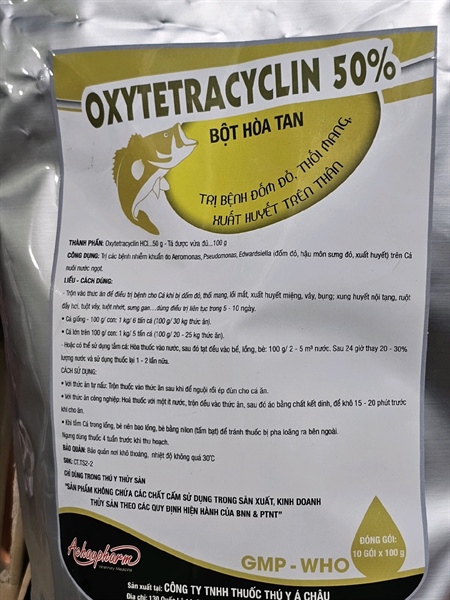 OXYTETRACYCLIN 50%
BỘT HÒA TAN
TRỊ BỆNH ĐỐM ĐỎ, THỐI MANG,
XUẤT HUYẾT TRÊN THÂN
THÀNH PHẦN: Oxytetracyclin HCl...50 g - Tá dược vừa đủ...100 g
CÔNG DỤNG: Trị các bệnh nhiễm khuẩn do Aeromonas, Pseudomonas, Edwardsiella (đốm đỏ, hậu môn sưng đỏ, xuất huyết) trên Cá
nuôi nước ngọt.
LIỀU - CÁCH DÙNG:
- Trộn vào thức ăn để điều trị bệnh cho Cá khi bị đốm đỏ, thối mang, lồi mắt, xuất huyết miệng, vây, bụng; xung huyết nội tạng, ruột
đầy hơi, tuột vây, tuột nhớt, sưng gan....dùng điều trị liên tục trong 5 - 10 ngày.
• Cá giống - 100 g/ con: 1 kg/ 6 tấn cá (100 g/ 30 kg thức ăn).
• Cá lớn trên 100 g/ con: 1 kg/ 5 tấn cá (100 g/ 20 - 25 kg thức ăn).
- Hoặc có thể sử dụng tắm cá: Hòa thuốc vào nước, sau đó tạt đều vào bể, lồng, bè: 100 g/ 2 - 5 m³ nước. Sau 24 giờ thay 20 - 30%
lượng nước và sử dụng thuốc lại 1 - 2 lần nữa.
CÁCH SỬ DỤNG:
• Với thức ăn tự nấu: Trộn thuốc vào thức ăn sau khi để nguội rồi ép đùn cho cá ăn.
• Với thức ăn công nghiệp: Hoà thuốc với một ít nước, trộn đều vào thức ăn, sau đó áo bằng chất kết dính, để khô 15 - 20 phút trước
khi cho ăn.
• Khi tắm Cá trong lồng, bè nên bao lồng, bè bằng nilon (tấm bạt) để tránh thuốc bị pha loãng ra bên ngoài.
Ngưng dùng thuốc 4 tuần trước khi thu hoạch.
BẢO QUẢN: Bảo quản nơi khô thoáng, nhiệt độ không quá 30°C
SĐK: CT.TS2-2
CHỈ DÙNG TRONG THÚ Y THỦY SẢN
"SẢN PHẨM KHÔNG CHỨA CÁC CHẤT CẤM SỬ DỤNG TRONG SẢN XUẤT, KINH DOANH
THỦY SẢN THEO CÁC QUY ĐỊNH HIỆN HÀNH CỦA BNN & PTNT"
ĐÓNG GÓI:
10 GÓI x 100 g
Achaupharm
Veterinary Medicine
GMP - WHO
Sản xuất tại: CÔNG TY TNHH THUỐC THÚ Y Á CHÂU
Địa chỉ: 130 Quốc Lộ